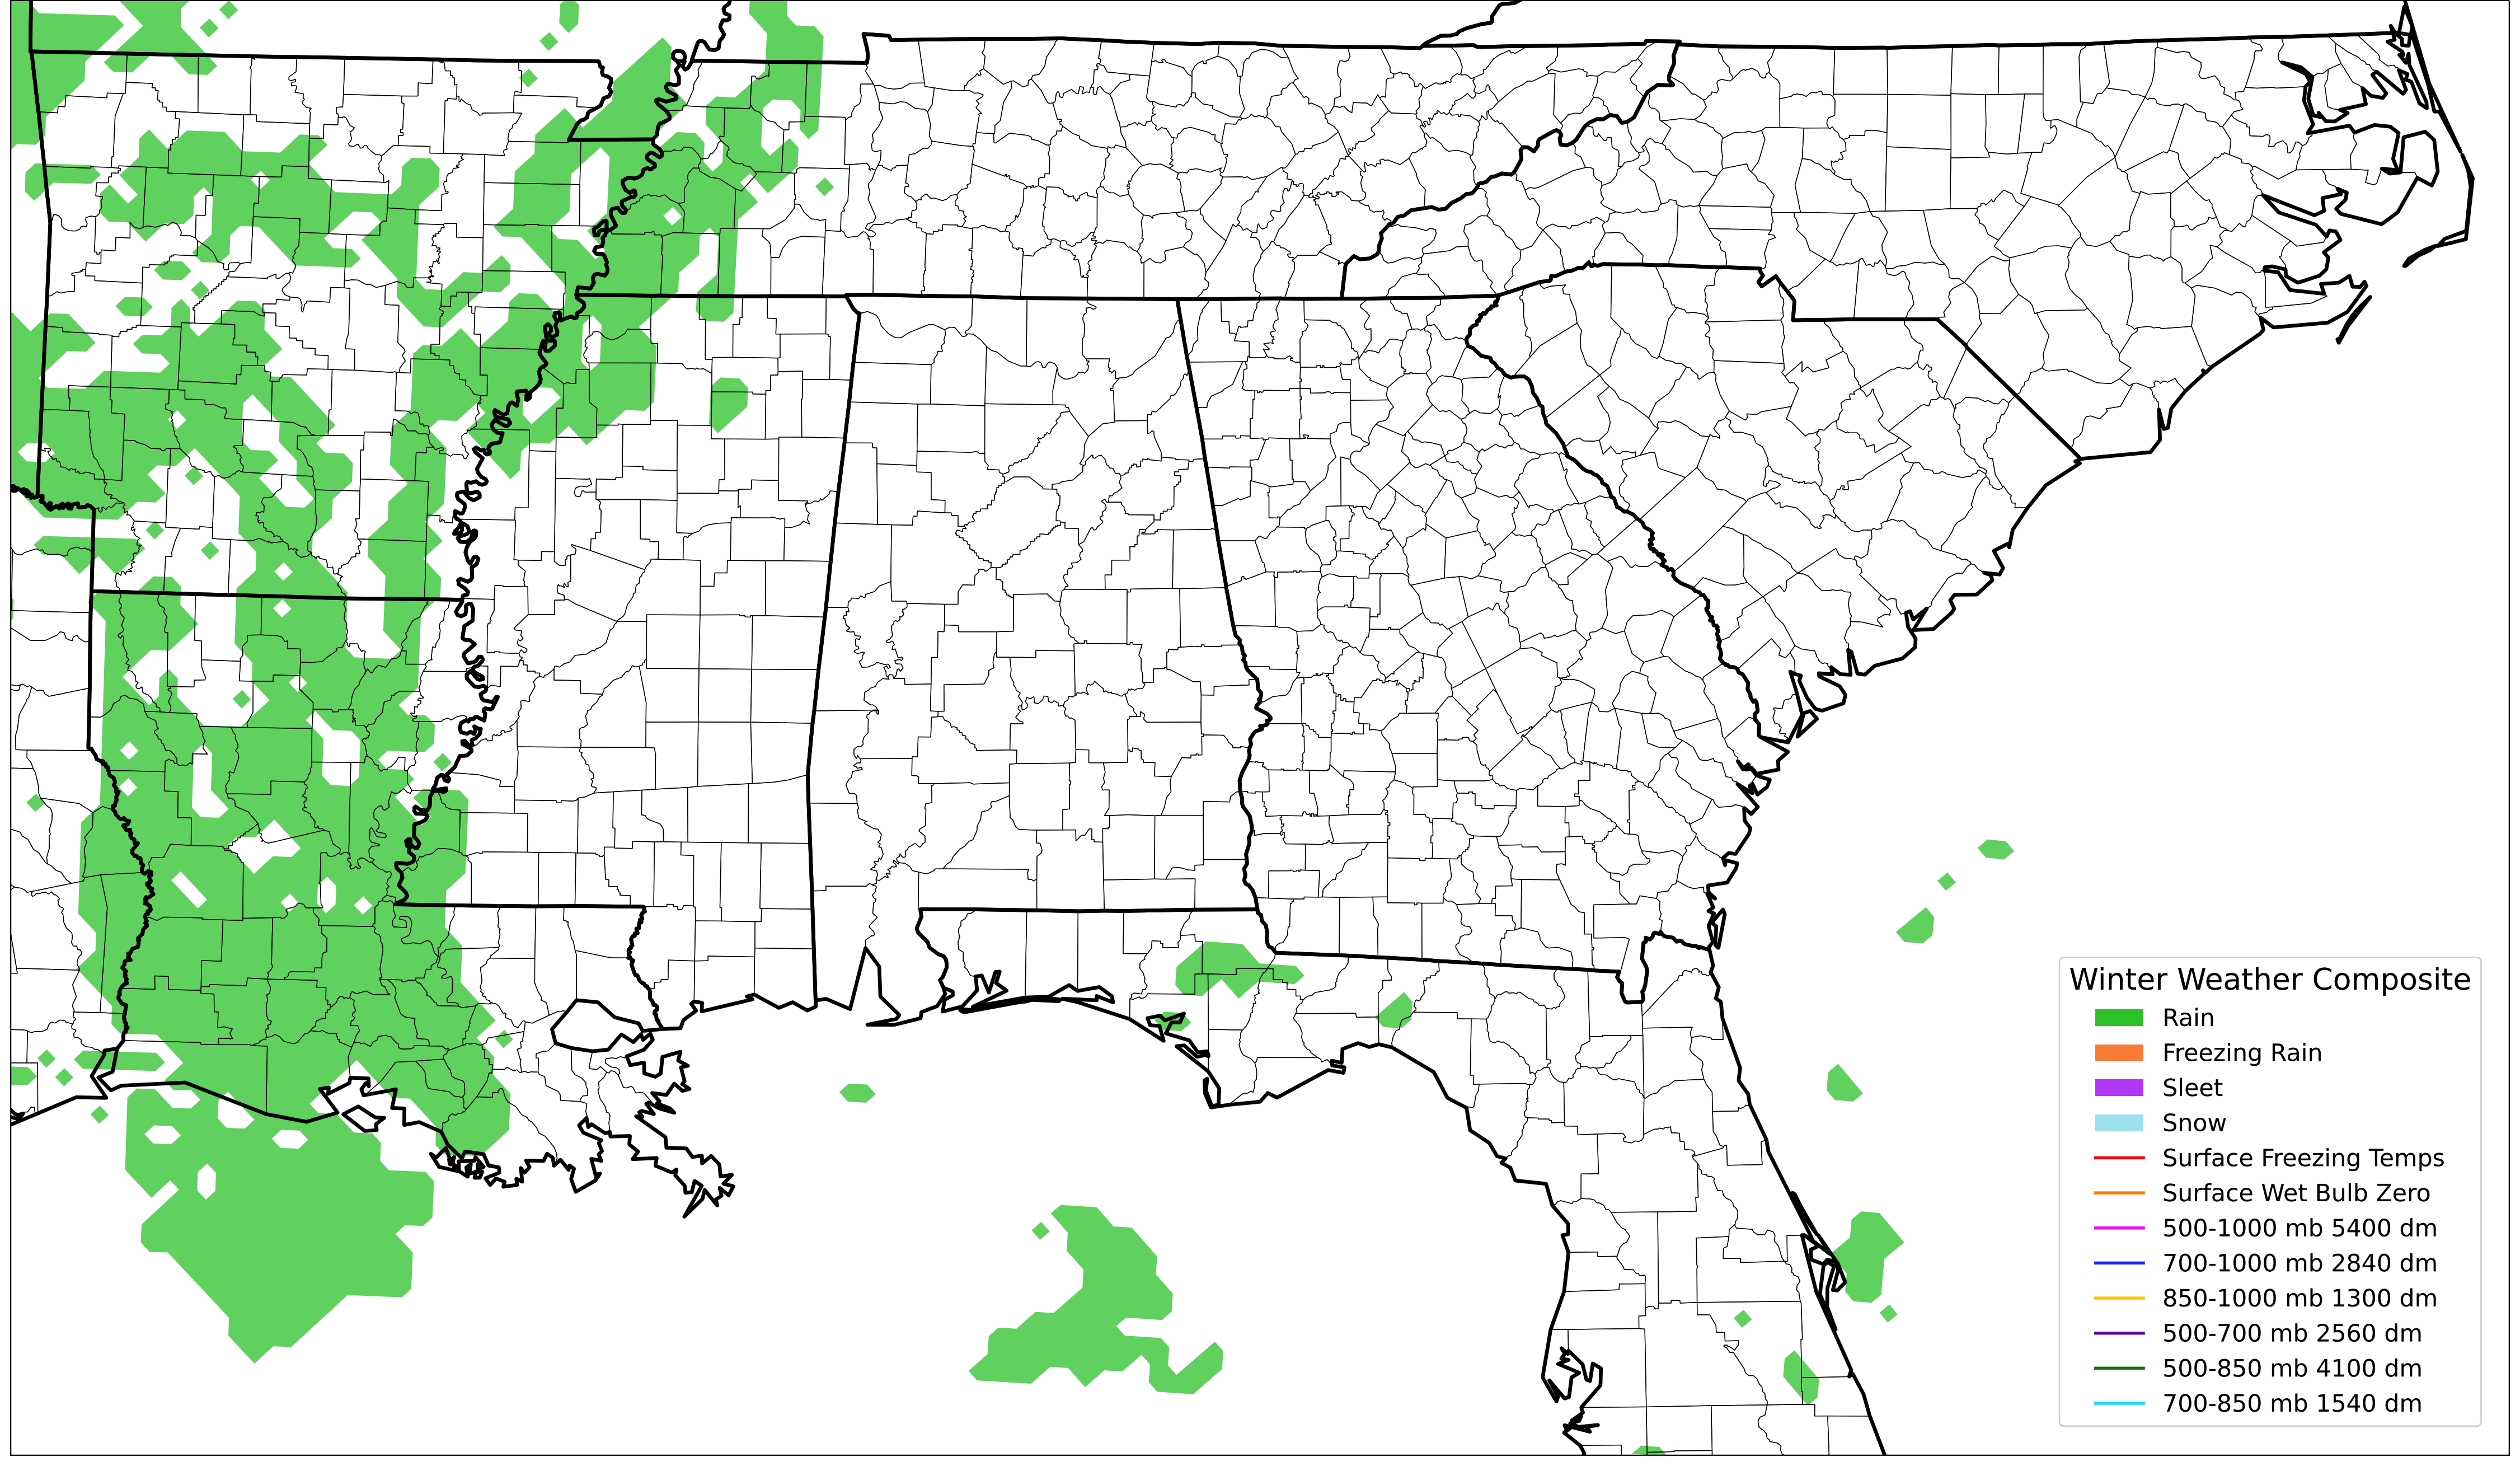 Winter Weather Composite
Rain
Freezing Rain
Sleet
Snow
Surface Freezing Temps
Surface Wet Bulb Zero
500-1000 mb 5400 dm
700-1000 mb 2840 dm
850-1000 mb 1300 dm
500-700 mb 2560 dm
500-850 mb 4100 dm
700-850 mb 1540 dm